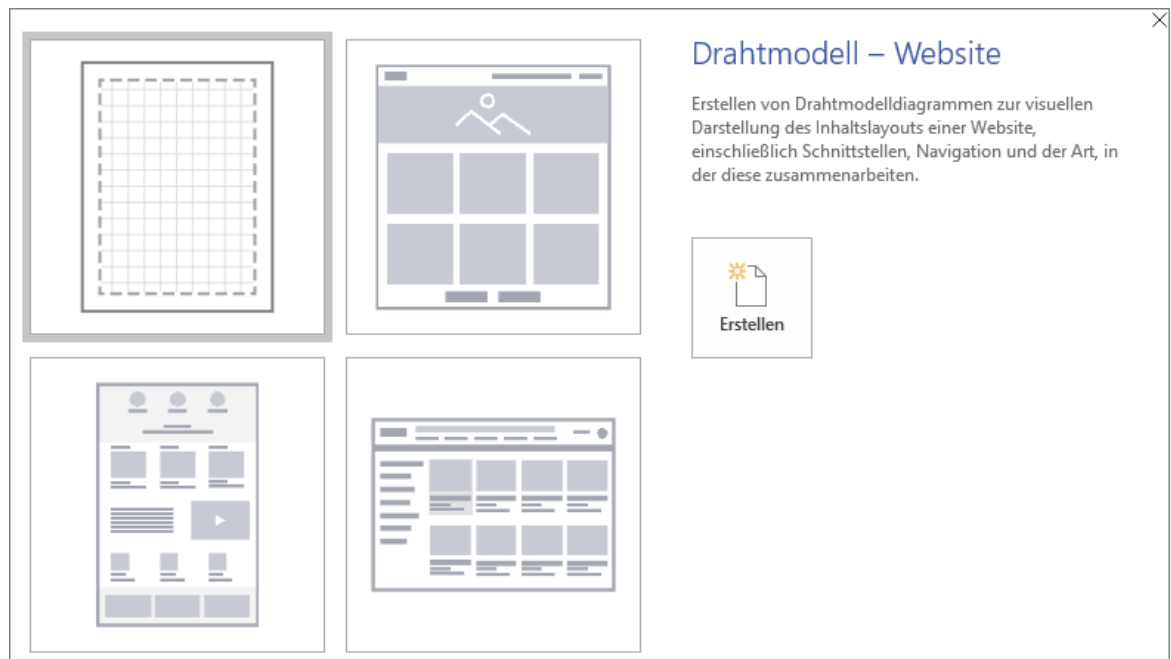 Drahtmodell – Website
Erstellen von Drahtmodelldiagrammen zur visuellen
Darstellung des Inhaltslayouts einer Website,
einschließlich Schnittstellen, Navigation und der Art, in
der diese zusammenarbeiten.
Erstellen